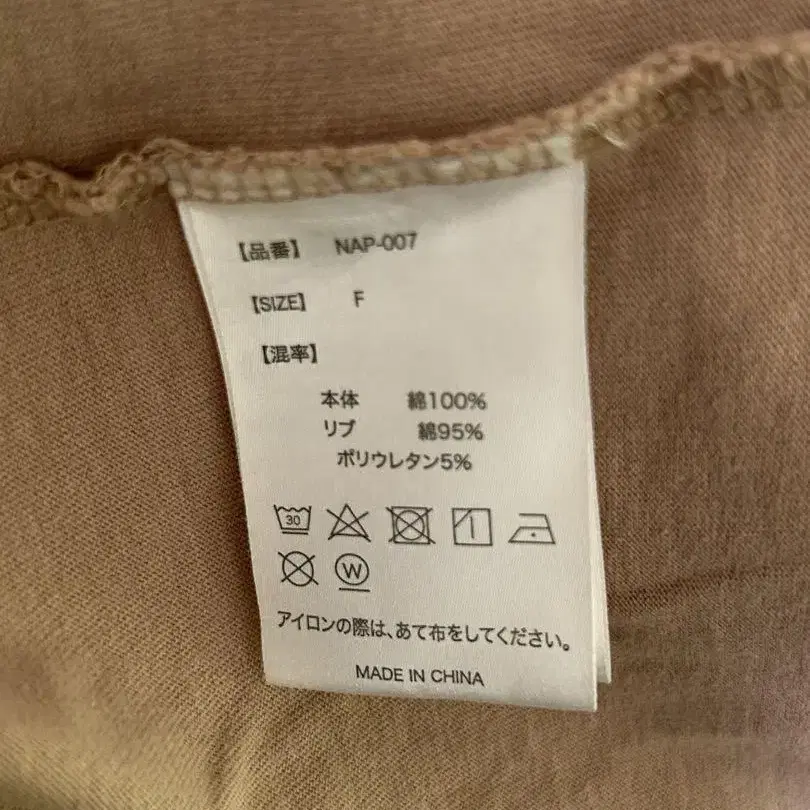 【品番】 NAP-007
【SIZE】 F
【混率】
本体 綿100%
リブ 綿95%
ポリウレタン5%
30
W
アイロンの際は、あて布をしてください。
MADE IN CHINA